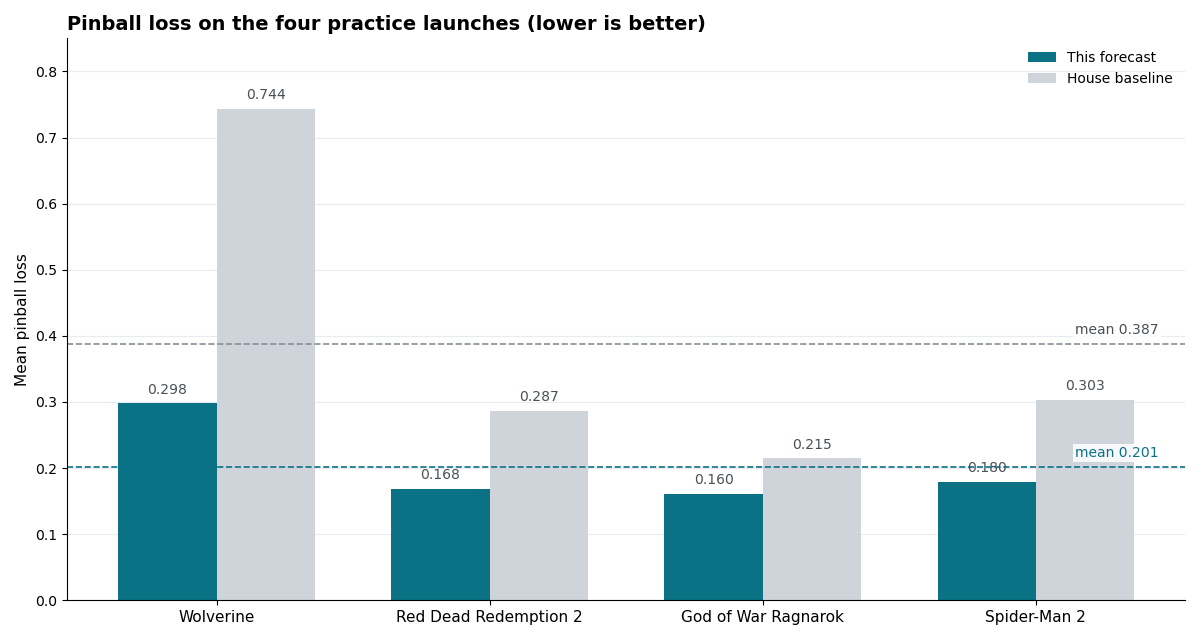 Pinball loss on the four practice launches (lower is better)
This forecast
House baseline
Mean pinball loss
0.8
0.7
0.6
0.5
0.4
0.3
0.2
0.1
0.0
0.744
0.298
0.168
0.287
0.160
0.215
0.180
0.303
mean 0.387
mean 0.201
Wolverine
Red Dead Redemption 2
God of War Ragnarok
Spider-Man 2